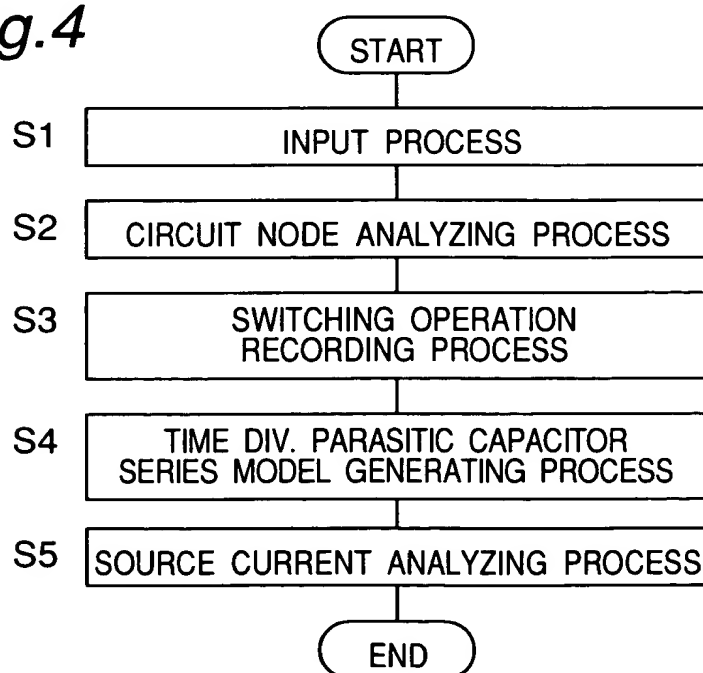 g.4
START
S1
INPUT PROCESS
S2
CIRCUIT NODE ANALYZING PROCESS
S3
SWITCHING OPERATION
RECORDING PROCESS
S4
TIME DIV. PARASITIC CAPACITOR
SERIES MODEL GENERATING PROCESS
S5
SOURCE CURRENT ANALYZING PROCESS
END